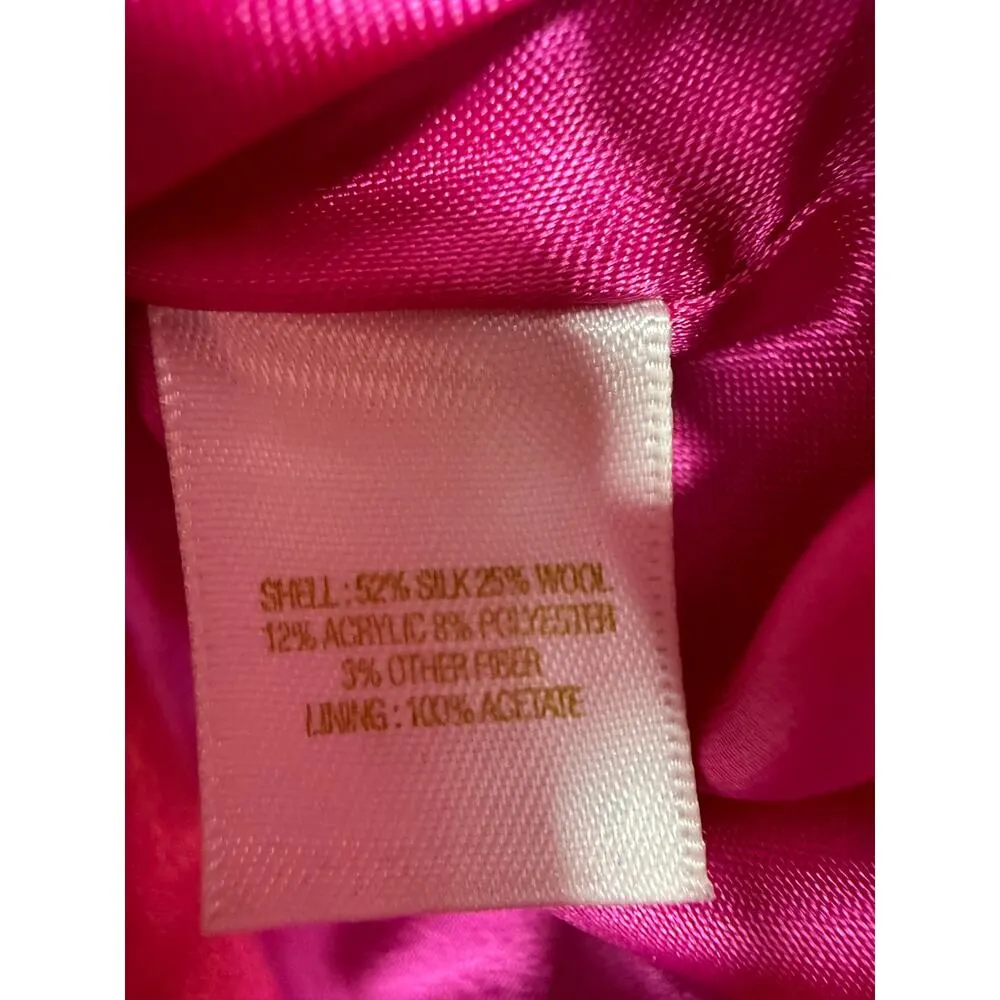 SHELL : 52% SILK 25% WOOL
12% ACRYLIC 8% POLYESTER
3% OTHER FIBER
LINING : 100% ACETATE